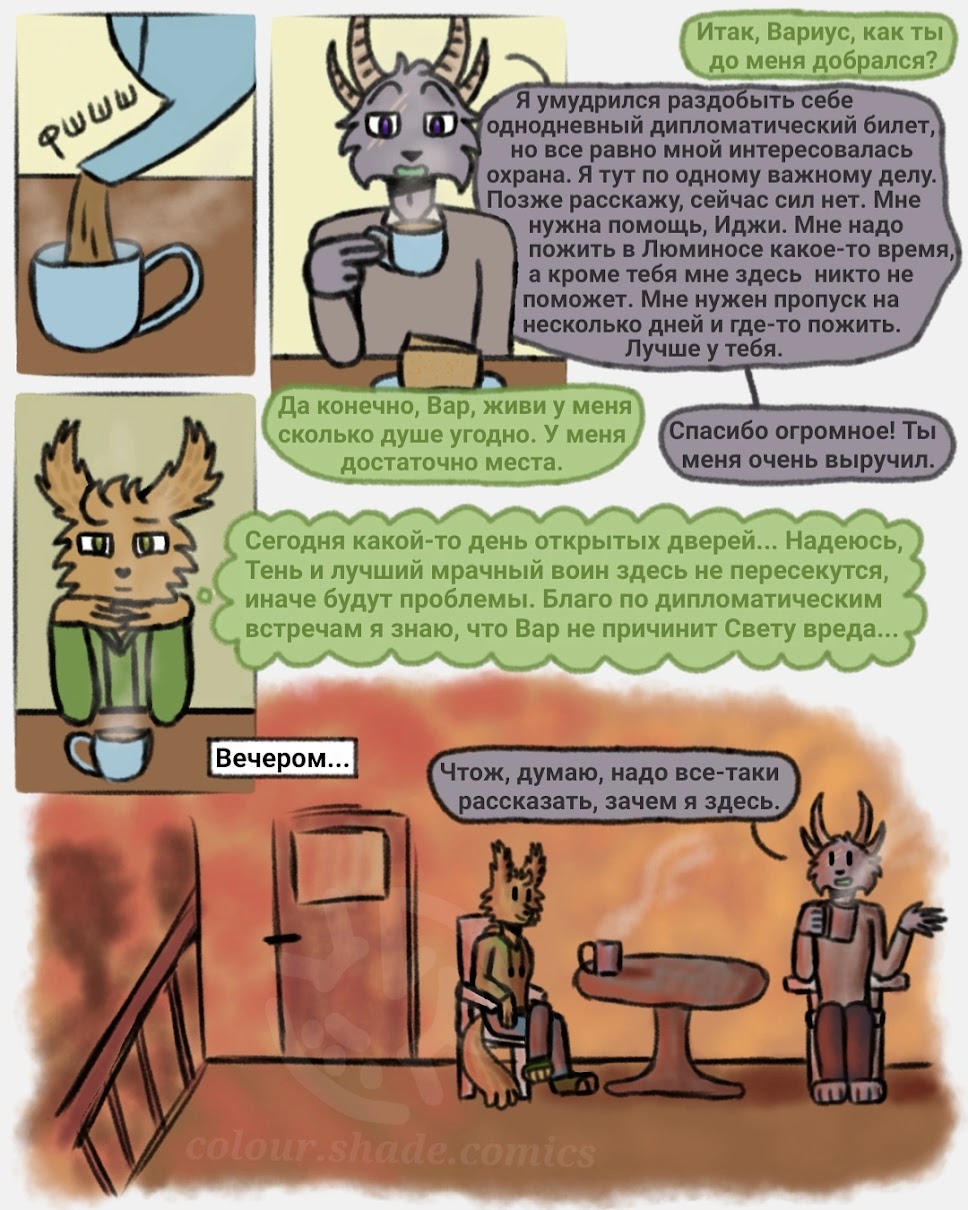 Фшшш
Итак, Вариус, как ты
до меня добрался?
Я умудрился раздобыть себе
однодневный дипломатический билет,
но все равно мной интересовалась
охрана. Я тут по одному важному делу.
Позже расскажу, сейчас сил нет. Мне
нужна помощь, Иджи. Мне надо
пожить в Люминосе какое-то время,
а кроме тебя мне здесь никто не
поможет. Мне нужен пропуск на
несколько дней и где-то пожить.
Лучше у тебя.
Да конечно, Вар, живи у меня
сколько душе угодно. У меня
достаточно места.
Спасибо огромное! Ты
меня очень выручил.
Сегодня какой-то день открытых дверей... Надеюсь,
Тень и лучший мрачный воин здесь не пересекутся,
иначе будут проблемы. Благо по дипломатическим
встречам я знаю, что Вар не причинит Свету вреда...
Вечером...
Чтож, думаю, надо все-таки
рассказать, зачем я здесь.
colour.shade.comics